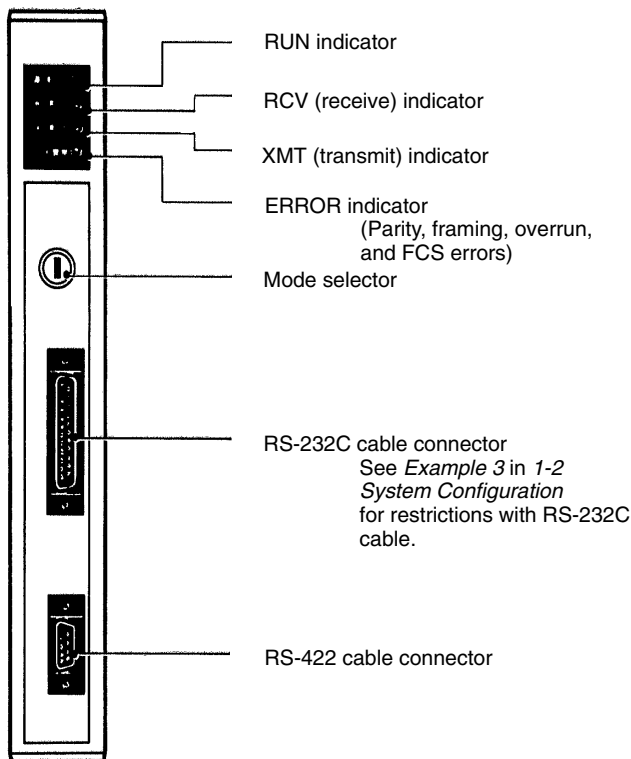 RUN indicator
RCV (receive) indicator
XMT (transmit) indicator
ERROR indicator
(Parity, framing, overrun,
and FCS errors)
Mode selector
RS-232C cable connector
See Example 3 in 1-2
System Configuration
for restrictions with RS-232C
cable.
RS-422 cable connector